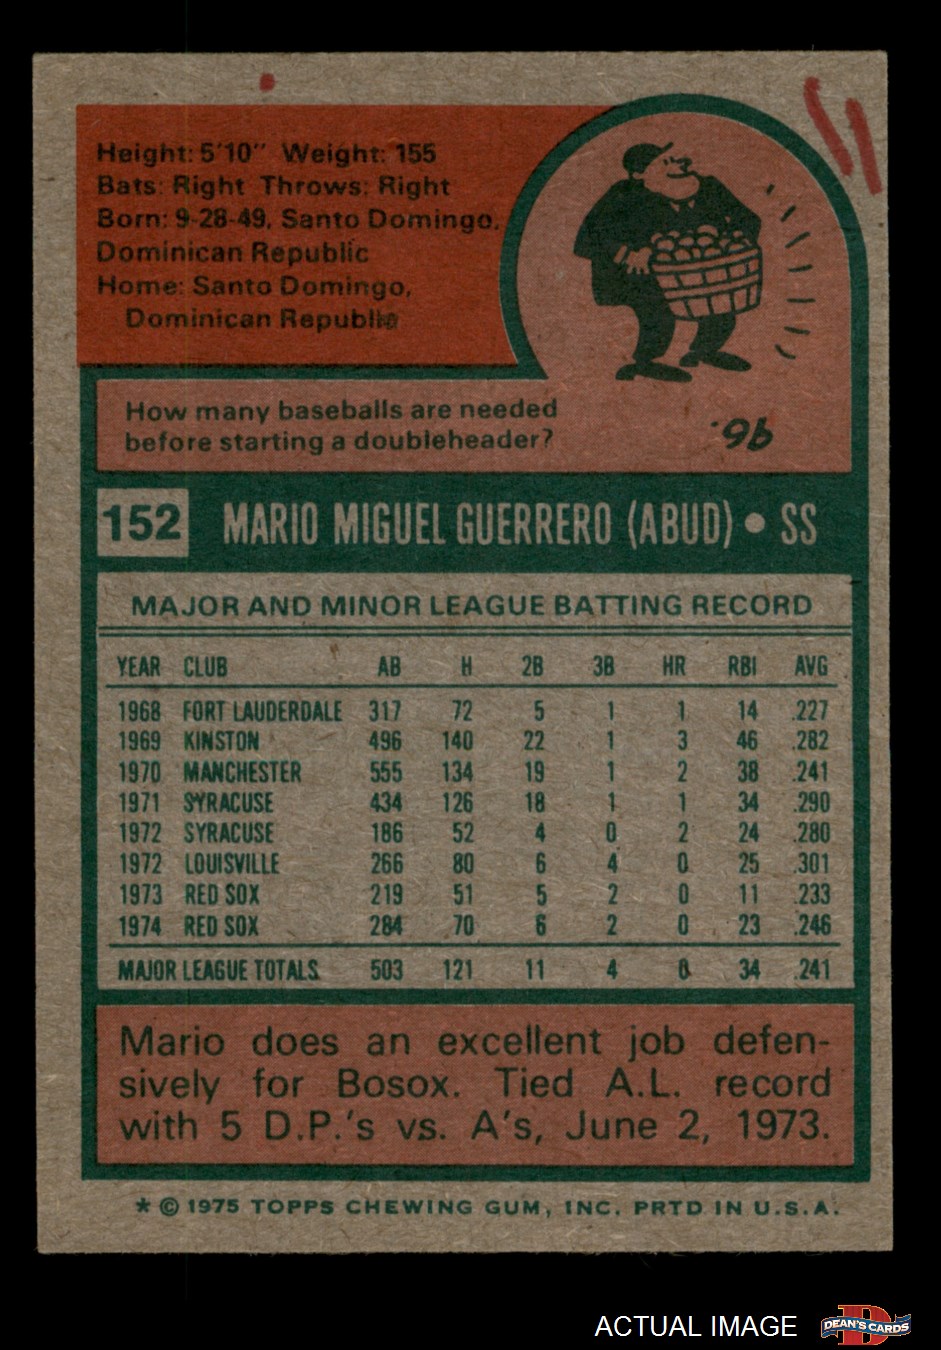 Height: 5'10" Weight: 155
Bats: Right Throws: Right
Born: 9-28-49, Santo Domingo,
Dominican Republic
Home: Santo Domingo,
Dominican Republic
How many baseballs are needed
before starting a doubleheader?
96.
152 MARIO MIGUEL GUERRERO (ABUD) • SS
MAJOR AND MINOR LEAGUE BATTING RECORD
YEAR CLUB AB H 2B 3B HR RBI AVG
1968 FORT LAUDERDALE 317 72 5 1 1 14 .227
1969 KINSTON 496 140 22 1 3 46 .282
1970 MANCHESTER 555 134 19 1 2 38 .241
1971 SYRACUSE 434 126 18 1 1 34 .290
1972 SYRACUSE 186 52 4 0 2 24 .280
1972 LOUISVILLE 266 80 6 4 0 25 .301
1973 RED SOX 219 51 5 2 0 11 .233
1974 RED SOX 284 70 6 2 0 23 .246
MAJOR LEAGUE TOTALS 503 121 11 4 0 34 .241
Mario does an excellent job defen-
sively for Bosox. Tied A.L. record
with 5 D.P.'s vs. A's, June 2, 1973.
* © 1975 TOPPS CHEWING GUM, INC. PRTD IN U.S.A.
ACTUAL IMAGE
D
DEAN'S CARDS